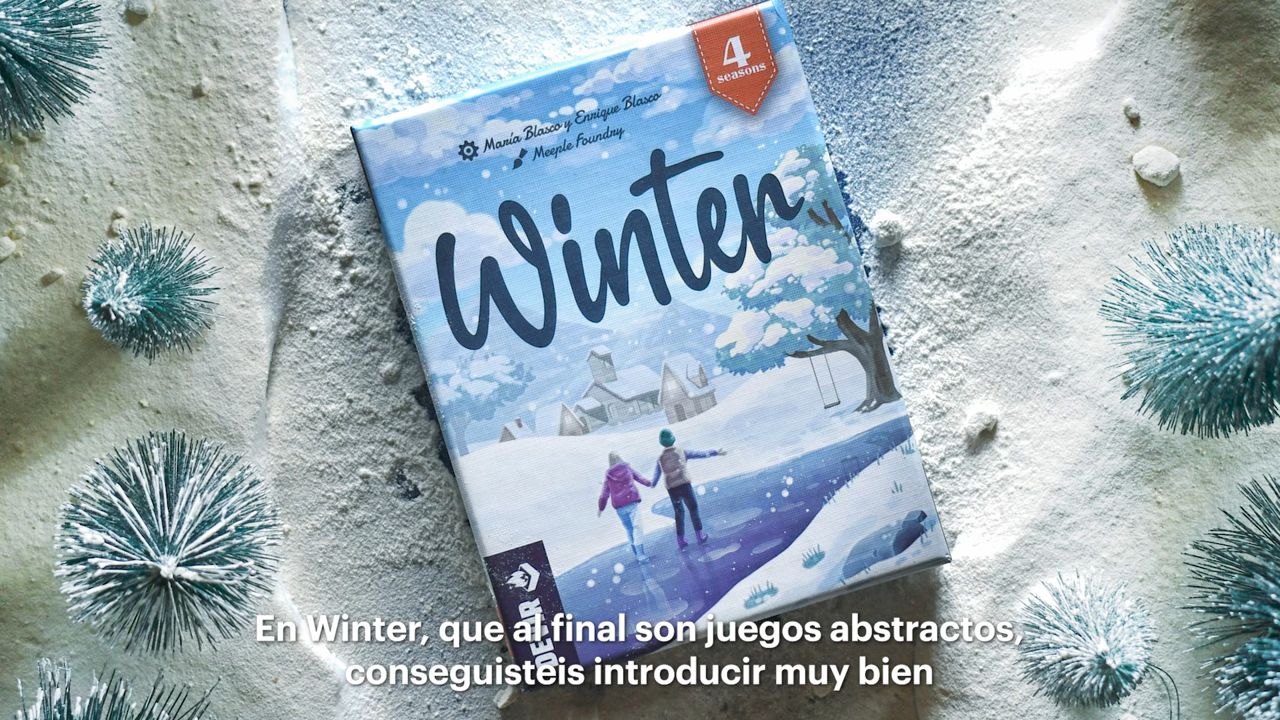 4
seasons
María Blasco y Enrique Blasco
Meeple Foundry
Winter
DEVIR
En Winter, que al final son juegos abstractos,
conseguisteis introducir muy bien